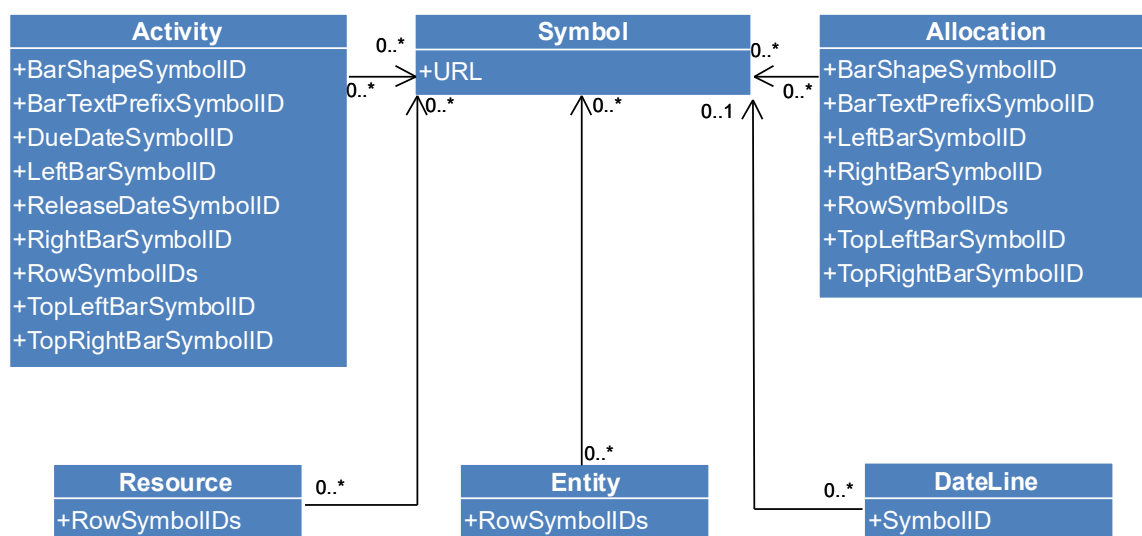 Activity
+BarShapeSymbolID
+BarTextPrefixSymbolID
+DueDateSymbolID
+LeftBarSymbolID
+ReleaseDateSymbolID
+RightBarSymbolID
+RowSymbolIDs
+TopLeftBarSymbolID
+TopRightBarSymbolID
0..*
0..*
Symbol
+URL
0..*
0..*
0..1
0..*
0..*
Allocation
+BarShapeSymbolID
+BarTextPrefixSymbolID
+LeftBarSymbolID
+RightBarSymbolID
+RowSymbolIDs
+TopLeftBarSymbolID
+TopRightBarSymbolID
Resource
+RowSymbolIDs
0..*
0..*
Entity
+RowSymbolIDs
0..*
DateLine
+SymbolID